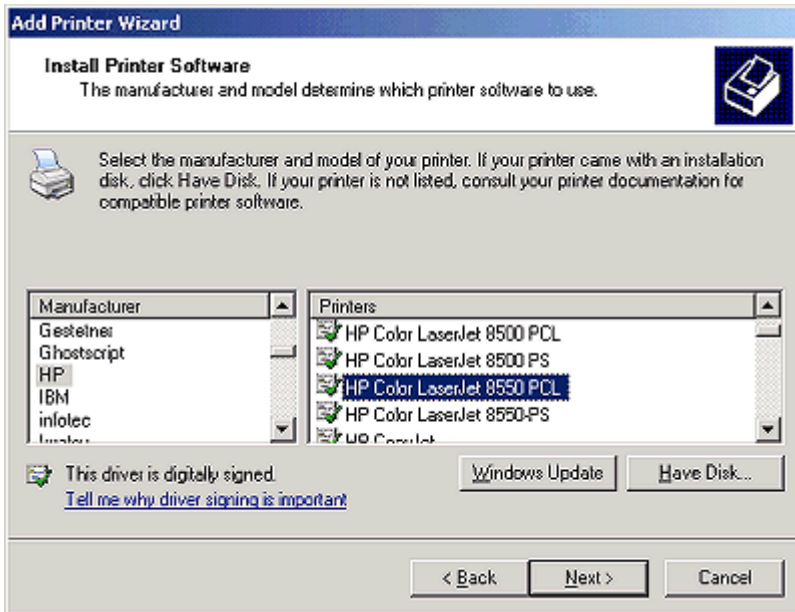 Add Printer Wizard
Install Printer Software
The manufacturer and model determine which printer software to use.
Select the manufacturer and model of your printer. If your printer came with an installation
disk, click Have Disk. If your printer is not listed, consult your printer documentation for
compatible printer software.
Manufacturer
Gestetner
Ghostscript
HP
IBM
infotec
Printers
HP Color LaserJet 8500 PCL
HP Color LaserJet 8500 PS
HP Color LaserJet 8550 PCL
HP Color LaserJet 8550-PS
HP CopyJet
This driver is digitally signed.
Tell me why driver signing is important
Windows Update
Have Disk...
< Back
Next >
Cancel